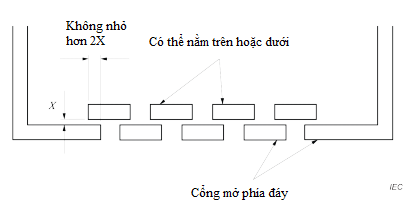 Không nhỏ
hơn 2X
Có thể nằm trên hoặc dưới
X
Cổng mở phía đáy
IEC